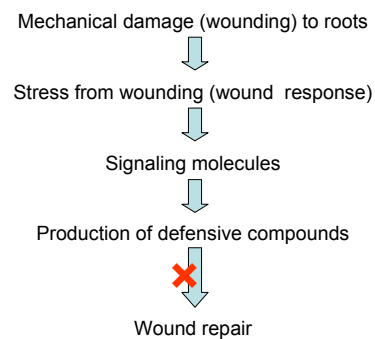 Mechanical damage (wounding) to roots
Stress from wounding (wound response)
Signaling molecules
Production of defensive compounds
Wound repair